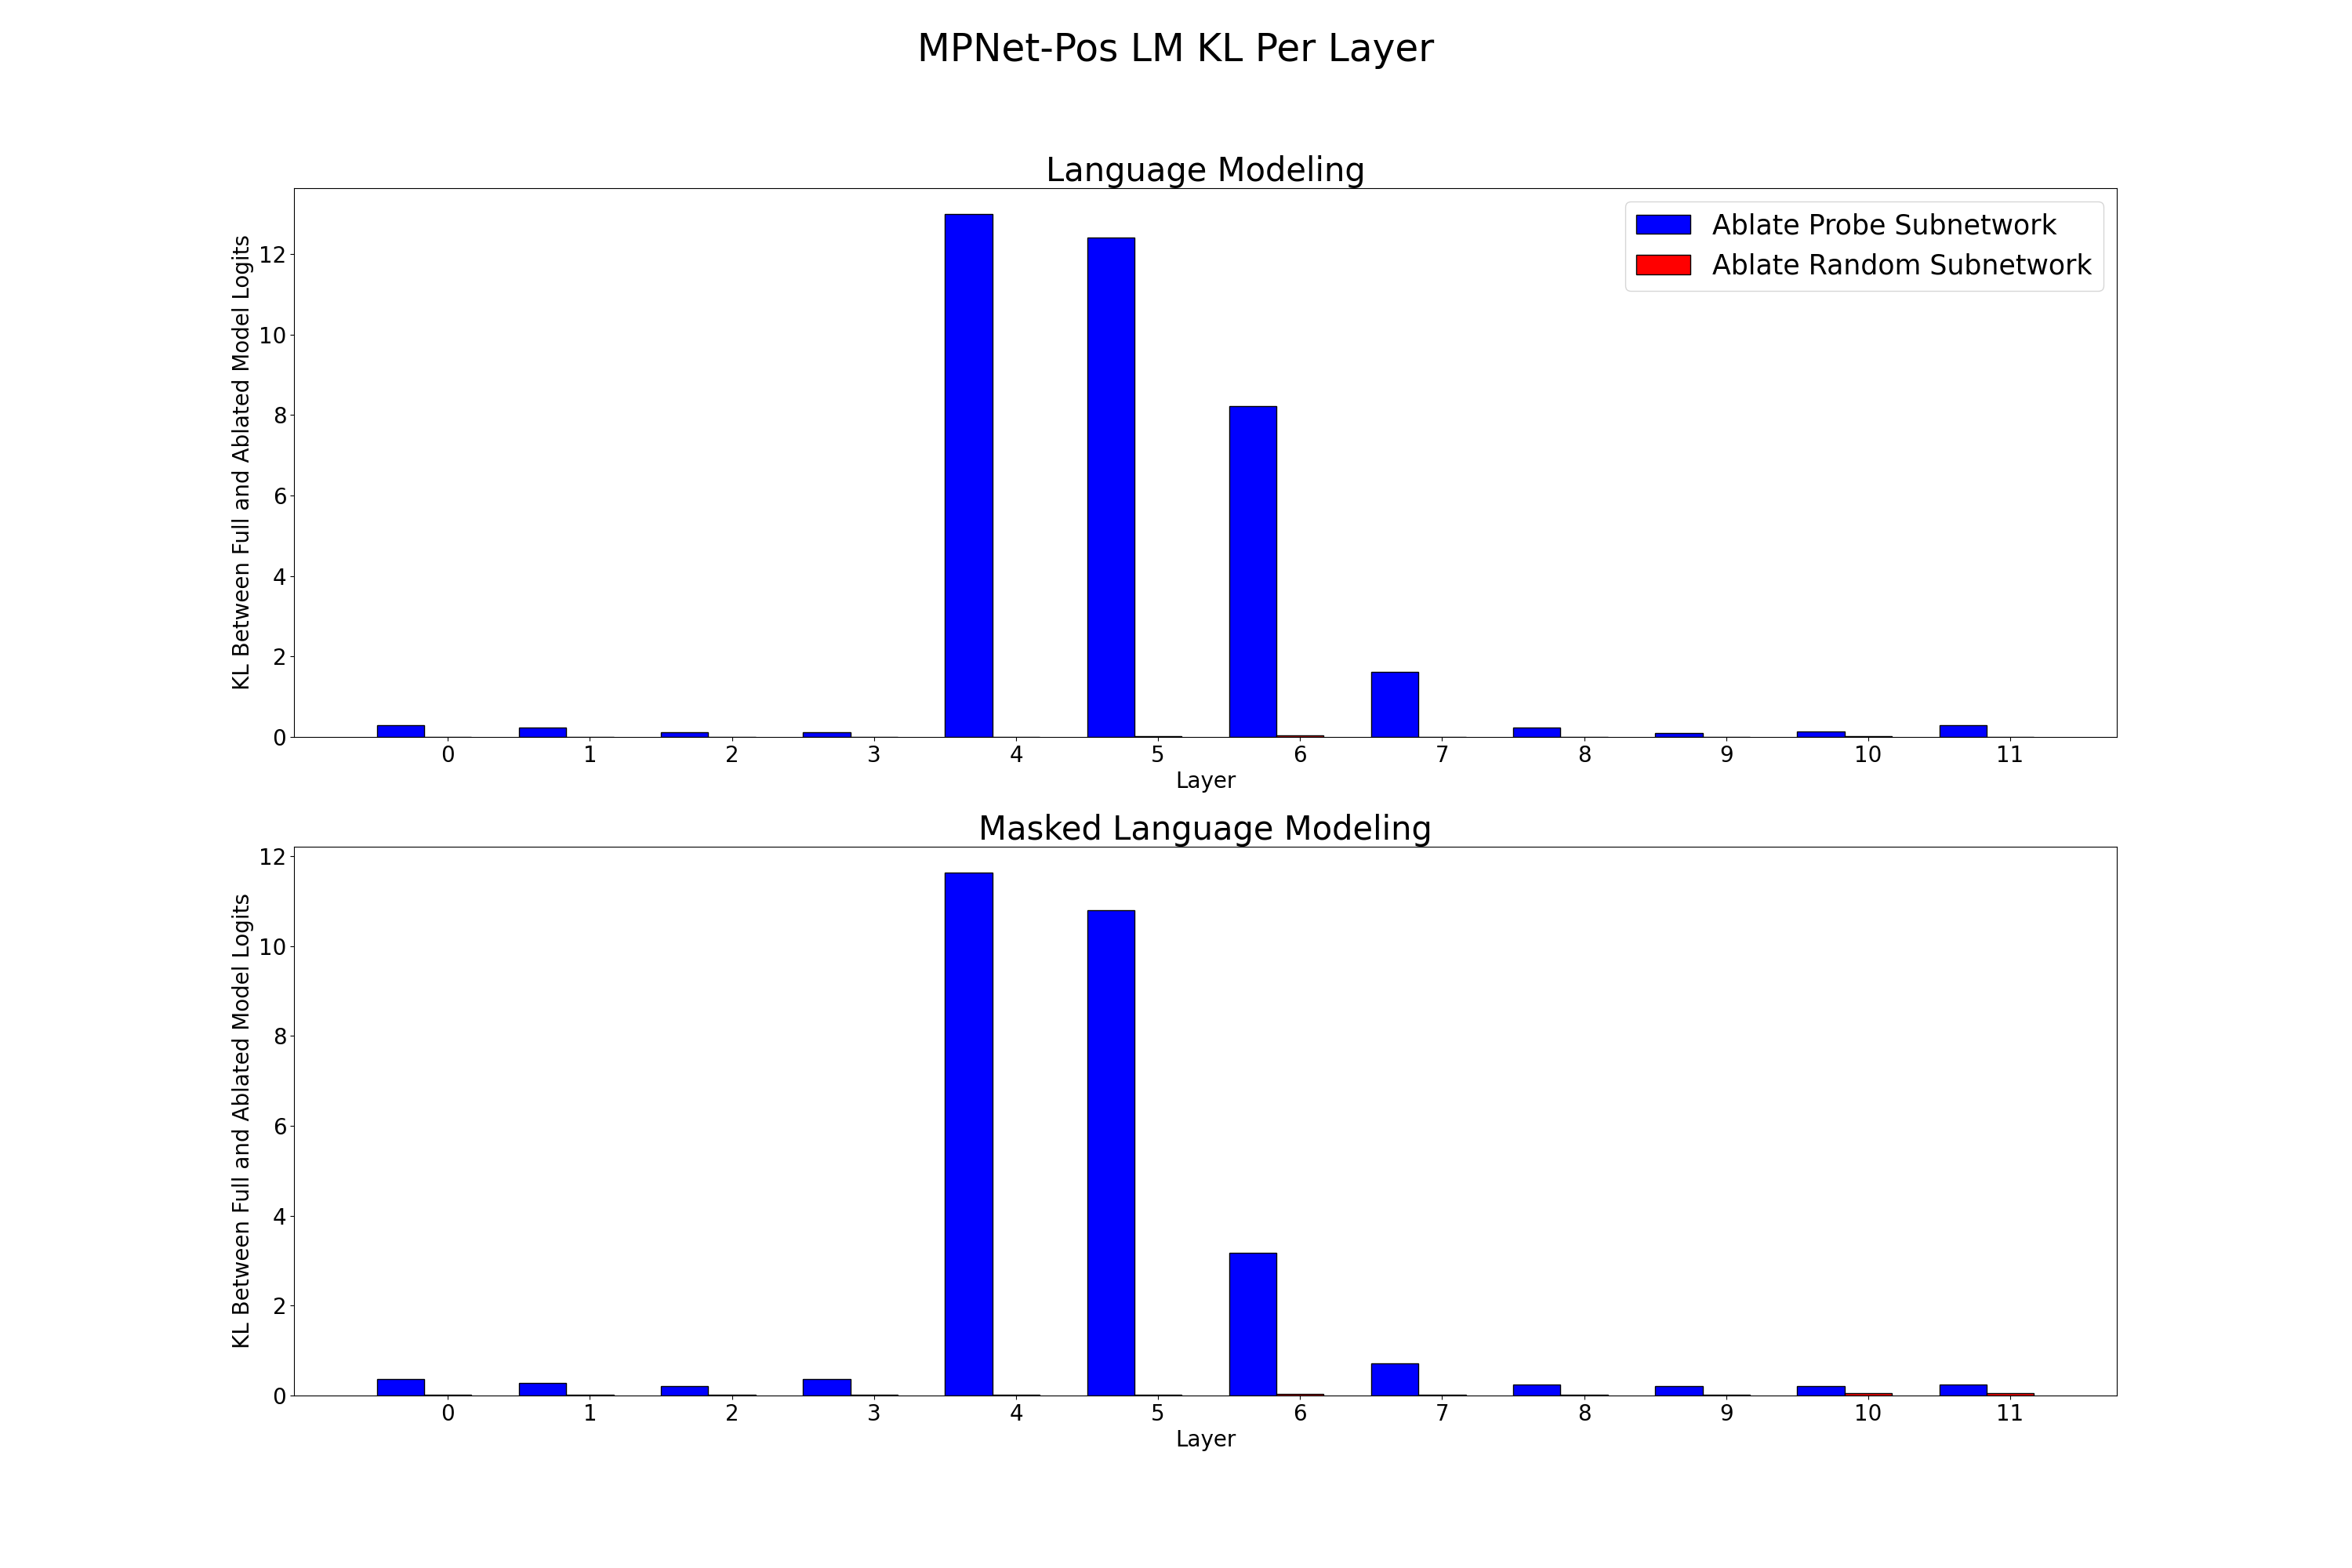 MPNet-Pos LM KL Per Layer
Language Modeling
KL Between Full and Ablated Model Logits
12
10
8
6
4
2
0
Ablate Probe Subnetwork
Ablate Random Subnetwork
0 1 2 3 4 5 6 7 8 9 10 11
Layer
Masked Language Modeling
KL Between Full and Ablated Model Logits
12
10
8
6
4
2
0
0 1 2 3 4 5 6 7 8 9 10 11
Layer